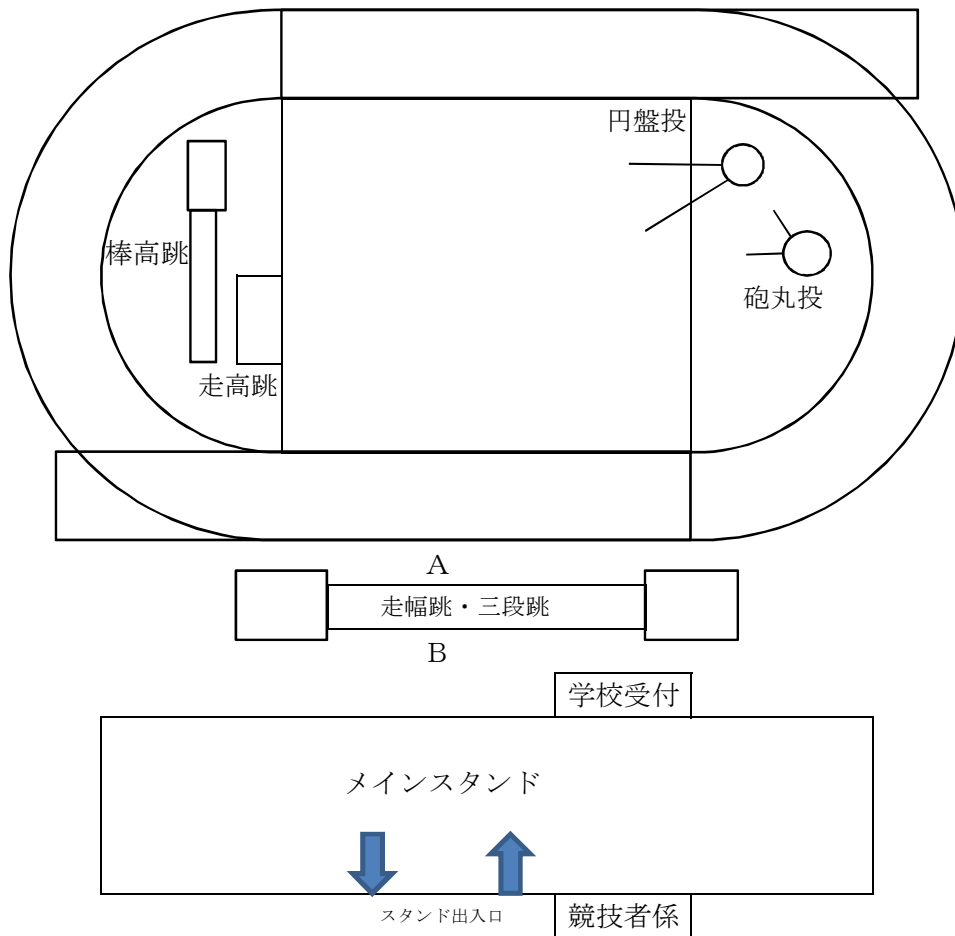 円盤投
棒高跳
砲丸投
走高跳
A
走幅跳・三段跳
B
学校受付
メインスタンド
スタンド出入口
競技者係